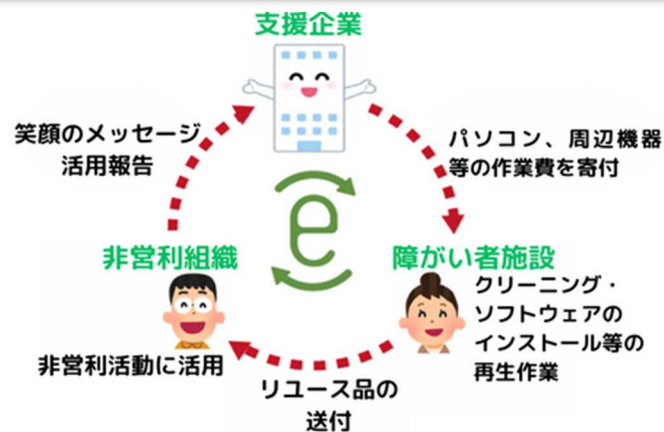 支援企業
笑顔のメッセージ
活用報告
パソコン、周辺機器
等の作業費を寄付
e
非営利組織
障がい者施設
クリーニング・
ソフトウェアの
インストール等の
再生作業
非営利活動に活用
リユース品の
送付